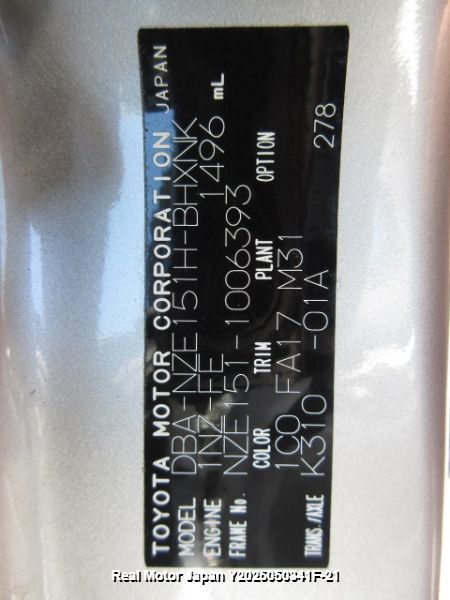 TOYOTA MOTOR CORPORATION JAPAN
MODEL DBA-NZE151H-BHXNK
ENGINE 1NZ-FE 1496 mL
FRAME No. NZE151-1006393
COLOR TRIM PLANT OPTION
1C0 FA17 M31
TRANS./AXLE K310 -01A 278
Real Motor Japan Y2025050341F-21